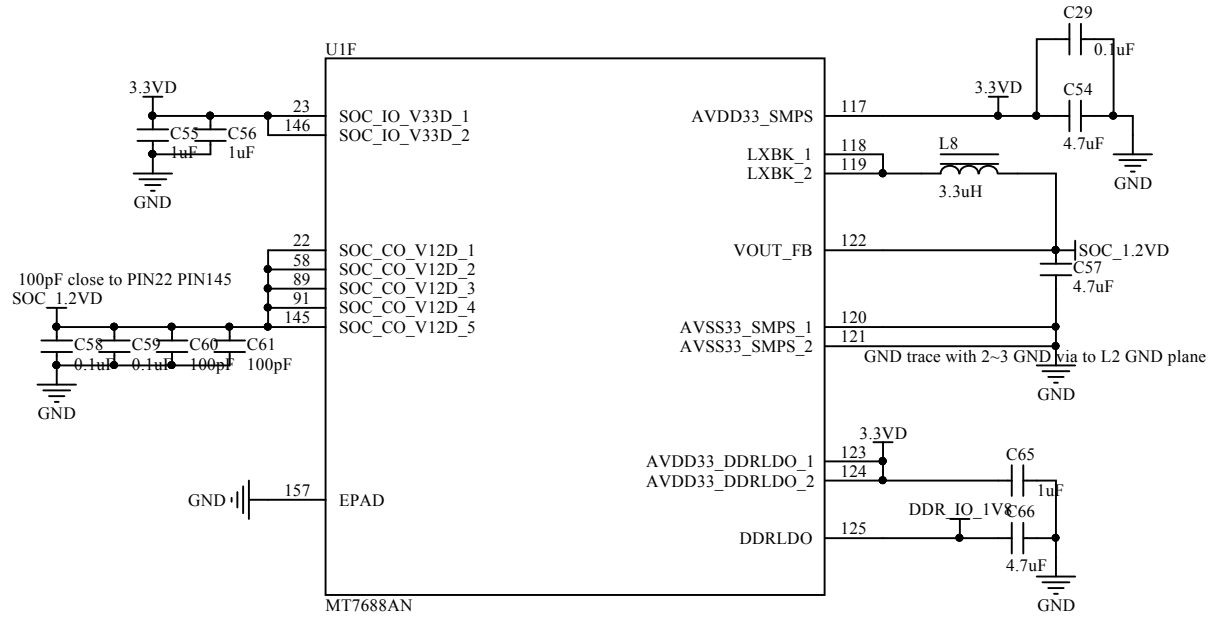 U1F
C29
0.1uF
3.3VD
3.3VD
C54
23
SOC_IO_V33D_1
AVDD33_SMPS
117
146
SOC_IO_V33D_2
C55
C56
1uF
1uF
4.7uF
LXBK_1
118
L8
LXBK_2
119
GND
3.3uH
GND
22
SOC_CO_V12D_1
VOUT_FB
122
SOC_1.2VD
58
SOC_CO_V12D_2
C57
100pF close to PIN22 PIN145
89
SOC_CO_V12D_3
4.7uF
SOC_1.2VD
91
SOC_CO_V12D_4
145
SOC_CO_V12D_5
AVSS33_SMPS_1
120
C58
C59
C60
C61
AVSS33_SMPS_2
121
0.1uF
0.1uF
100pF
100pF
GND trace with 2~3 GND via to L2 GND plane
GND
GND
3.3VD
AVDD33_DDRLDO_1
123
C65
AVDD33_DDRLDO_2
124
GND
157
EPAD
1uF
DDR_IO_1V8
C66
DDRLDO
125
4.7uF
MT7688AN
GND